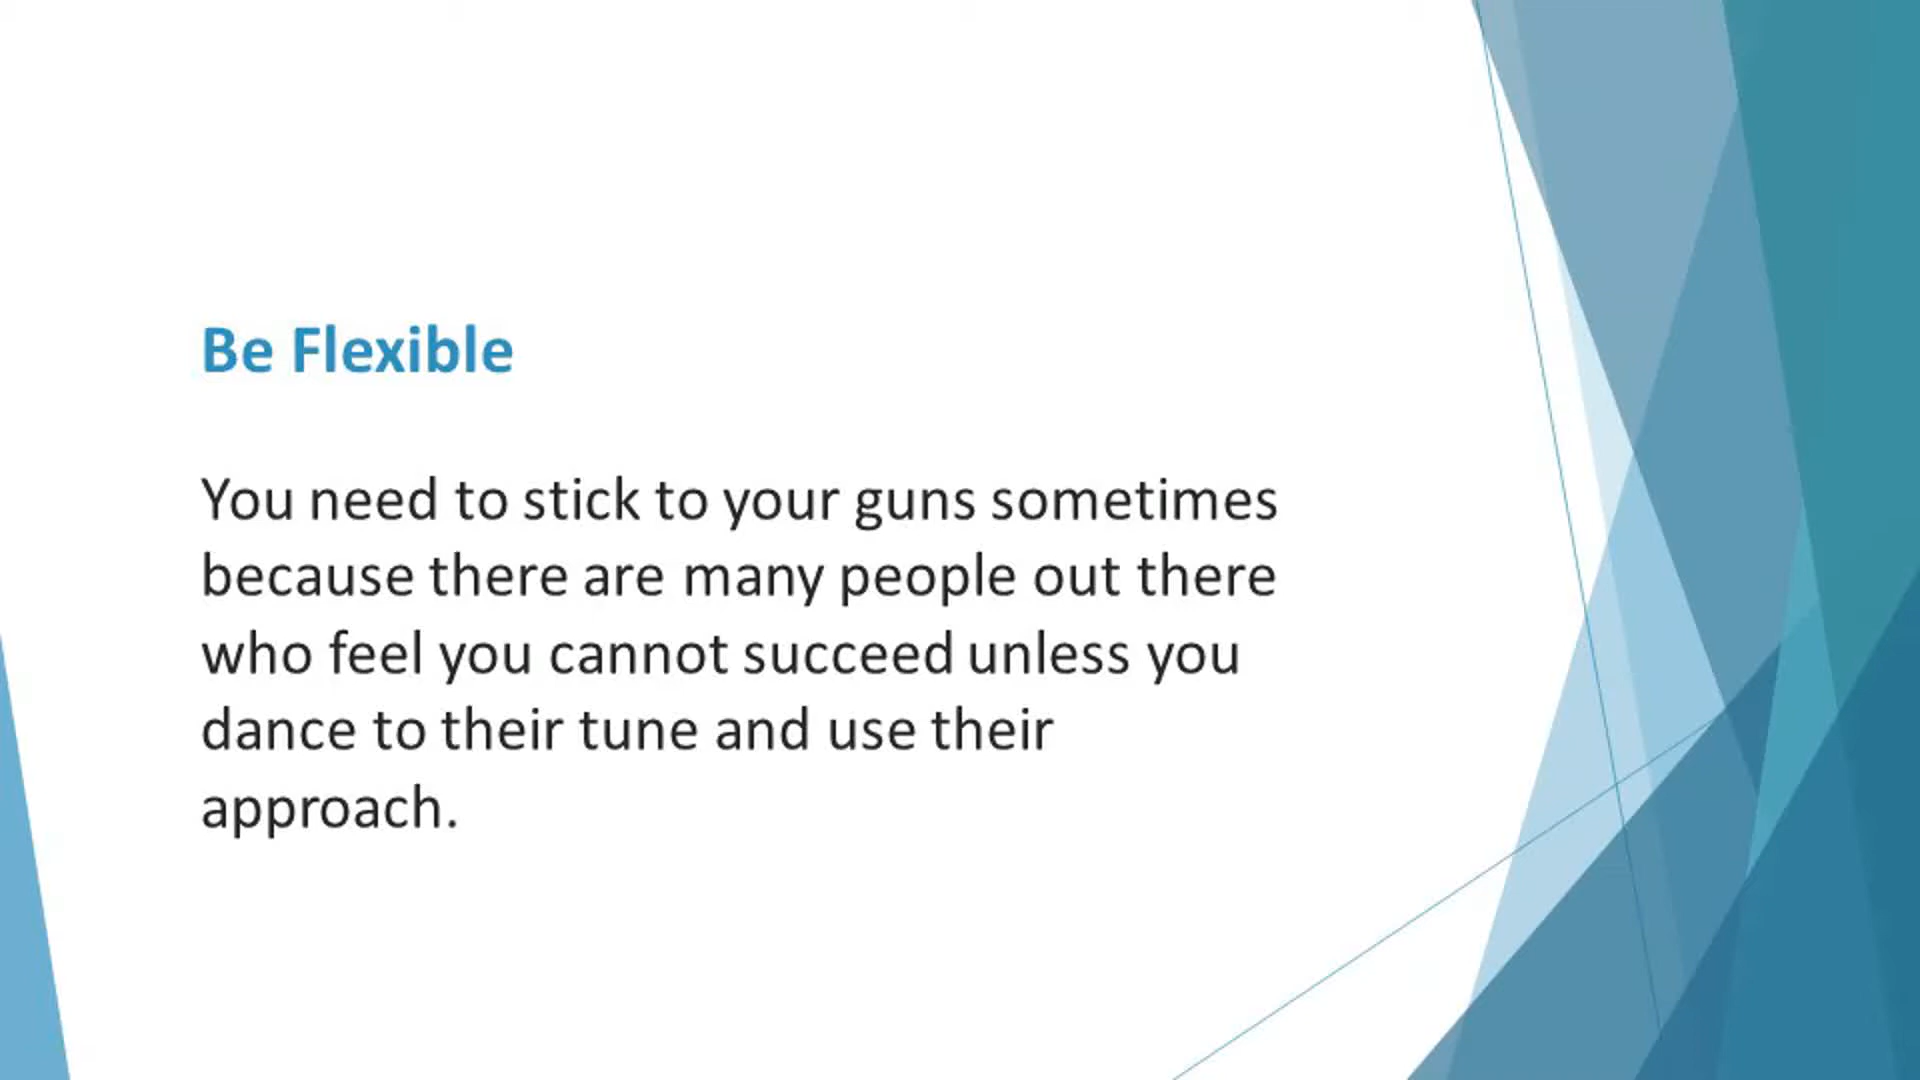 Be Flexible
You need to stick to your guns sometimes
because there are many people out there
who feel you cannot succeed unless you
dance to their tune and use their
approach.